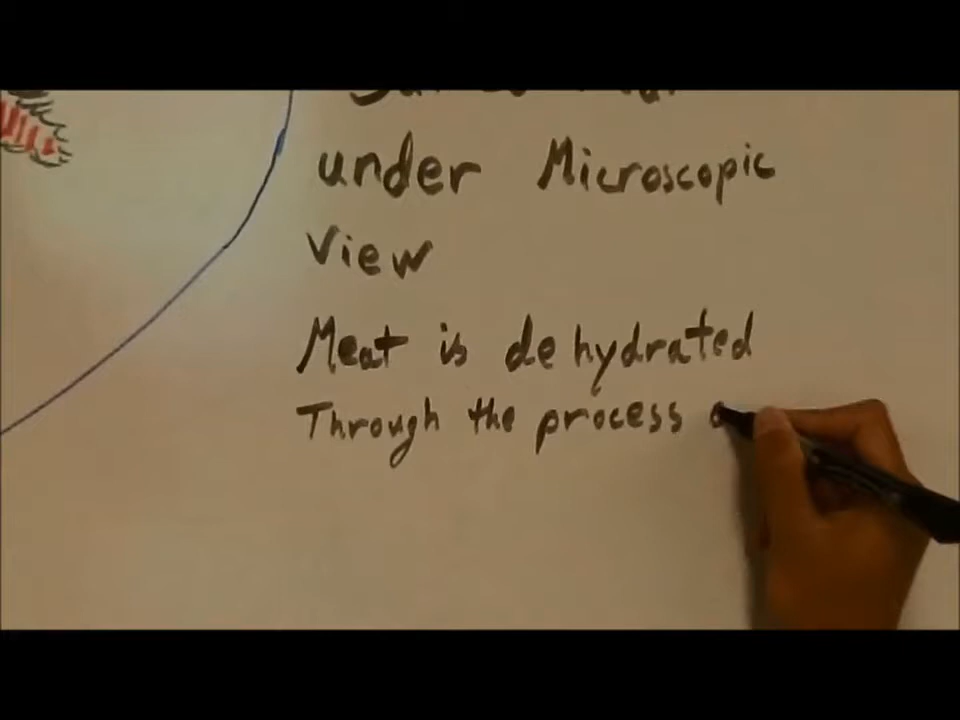 under Microscopic
View
Meat is dehydrated
Through the process